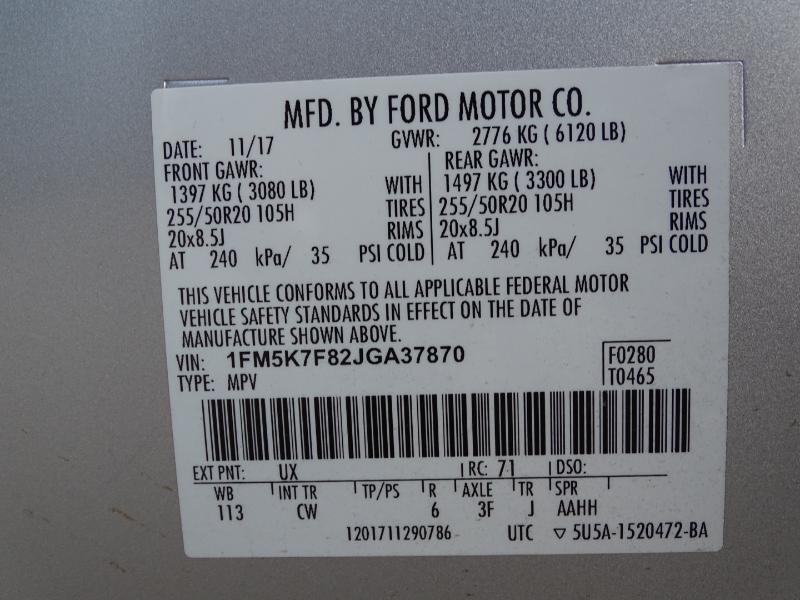 MFD. BY FORD MOTOR CO.
DATE: 11/17 GVWR: 2776 KG ( 6120 LB)
FRONT GAWR: REAR GAWR:
1397 KG ( 3080 LB) WITH 1497 KG ( 3300 LB) WITH
255/50R20 105H TIRES 255/50R20 105H TIRES
20x8.5J RIMS 20x8.5J RIMS
AT 240 kPa/ 35 PSI COLD AT 240 kPa/ 35 PSI COLD
THIS VEHICLE CONFORMS TO ALL APPLICABLE FEDERAL MOTOR
VEHICLE SAFETY STANDARDS IN EFFECT ON THE DATE OF
MANUFACTURE SHOWN ABOVE.
VIN: 1FM5K7F82JGA37870 F0280
TYPE: MPV T0465
EXT PNT: UX RC: 71 DSO:
WB INT TR TP/PS R AXLE TR SPR
113 CW 6 3F J AAHH
1201711290786 UTC ▽ 5U5A-1520472-BA